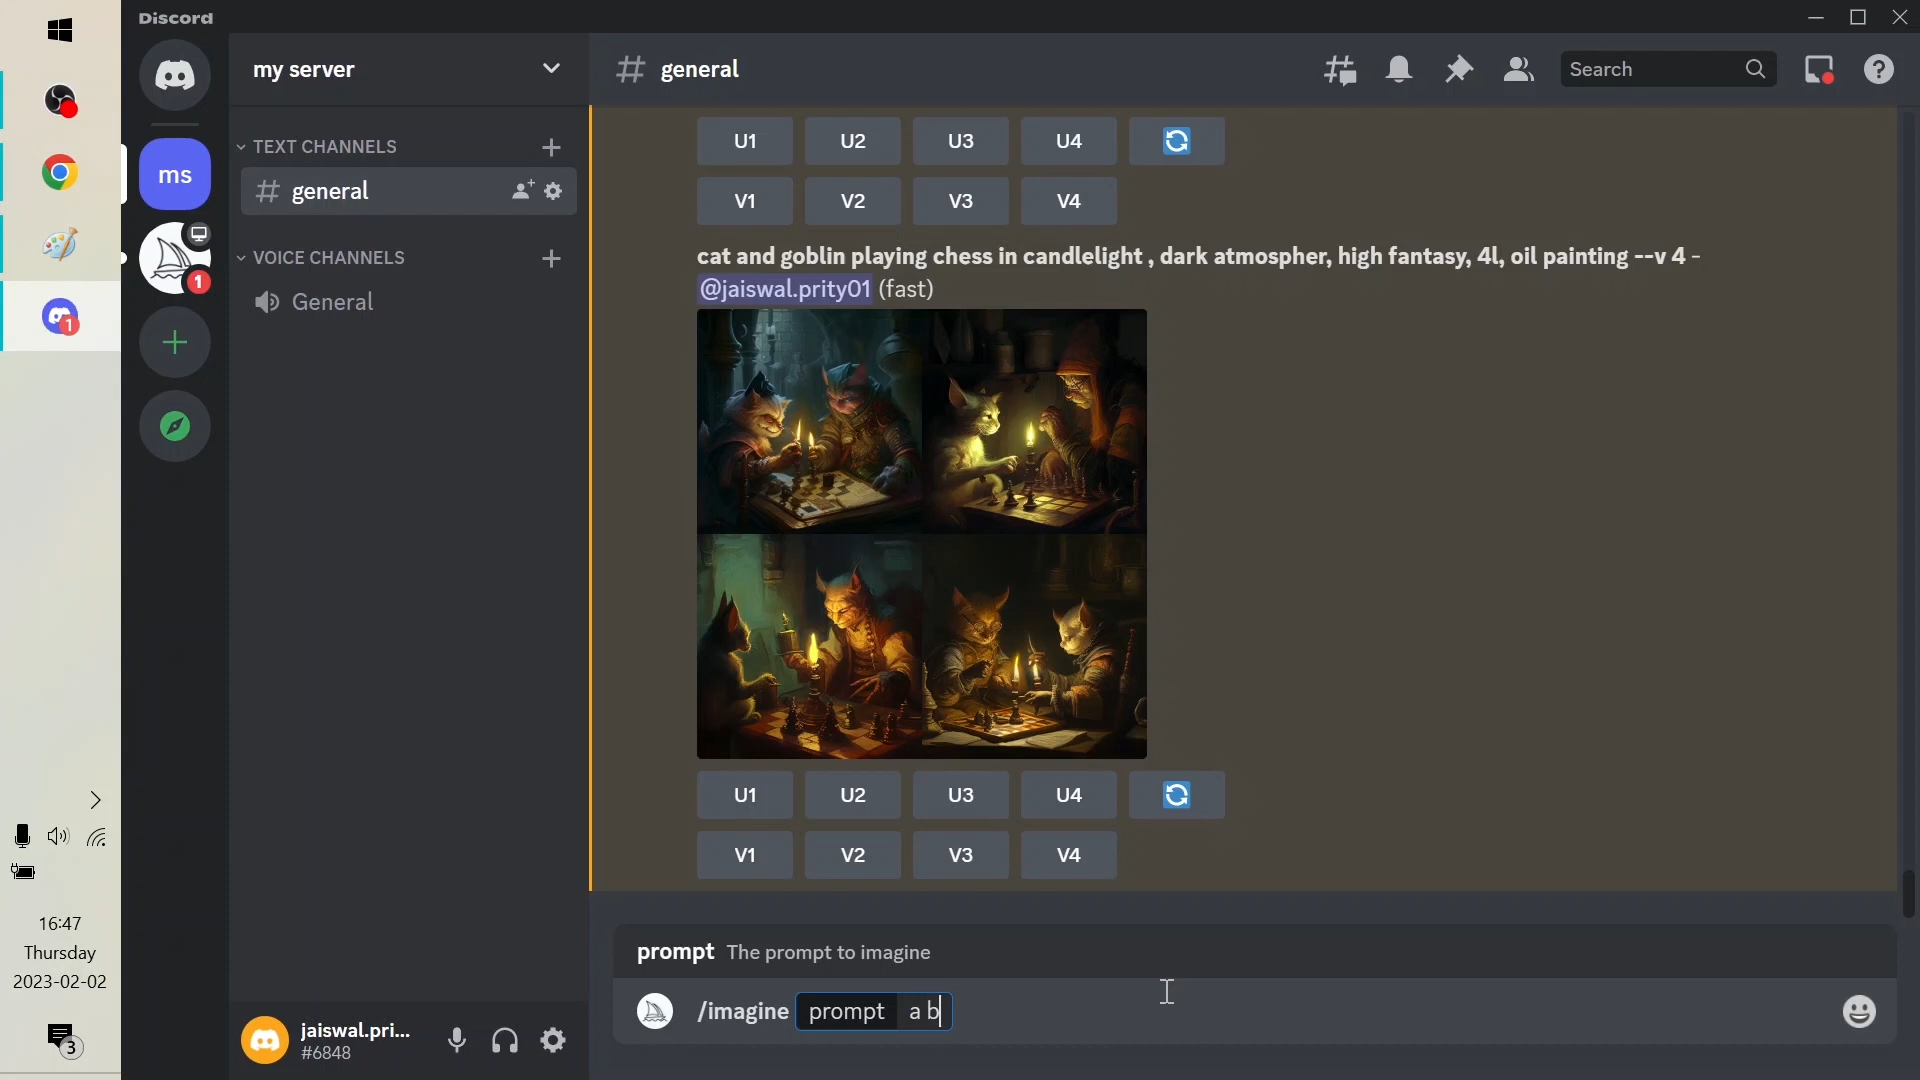 Discord
my server
general
Search
TEXT CHANNELS
general
VOICE CHANNELS
General
ms
1
1
U1 U2 U3 U4
V1 V2 V3 V4
cat and goblin playing chess in candlelight , dark atmospher, high fantasy, 4l, oil painting --v 4 -
@jaiswal.prity01 (fast)
U1 U2 U3 U4
V1 V2 V3 V4
prompt The prompt to imagine
/imagine prompt a b
jaiswal.pri...
#6848
16:47
Thursday
2023-02-02
3